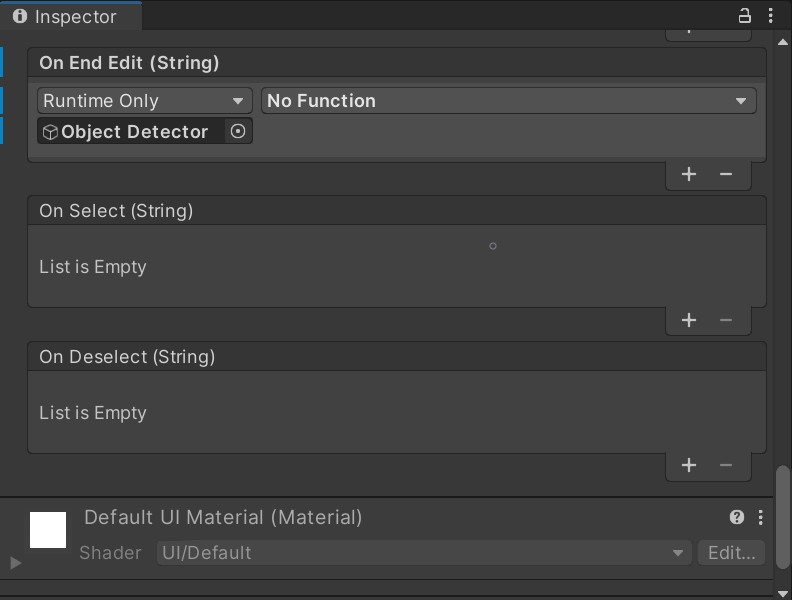 Inspector
On End Edit (String)
Runtime Only
No Function
Object Detector
On Select (String)
List is Empty
On Deselect (String)
List is Empty
Default UI Material (Material)
Shader
UI/Default
Edit...